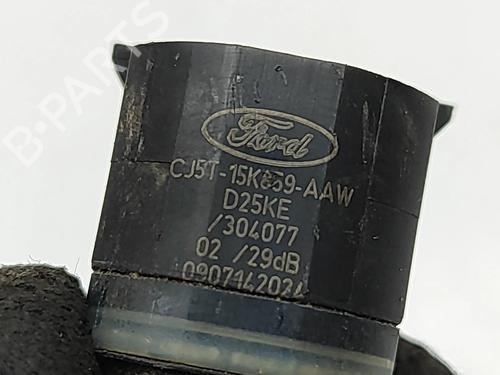 B-PARTS
Ford
CJ5T-15K859-AAW
D25KE
/304077
02 /29dB
0907142024